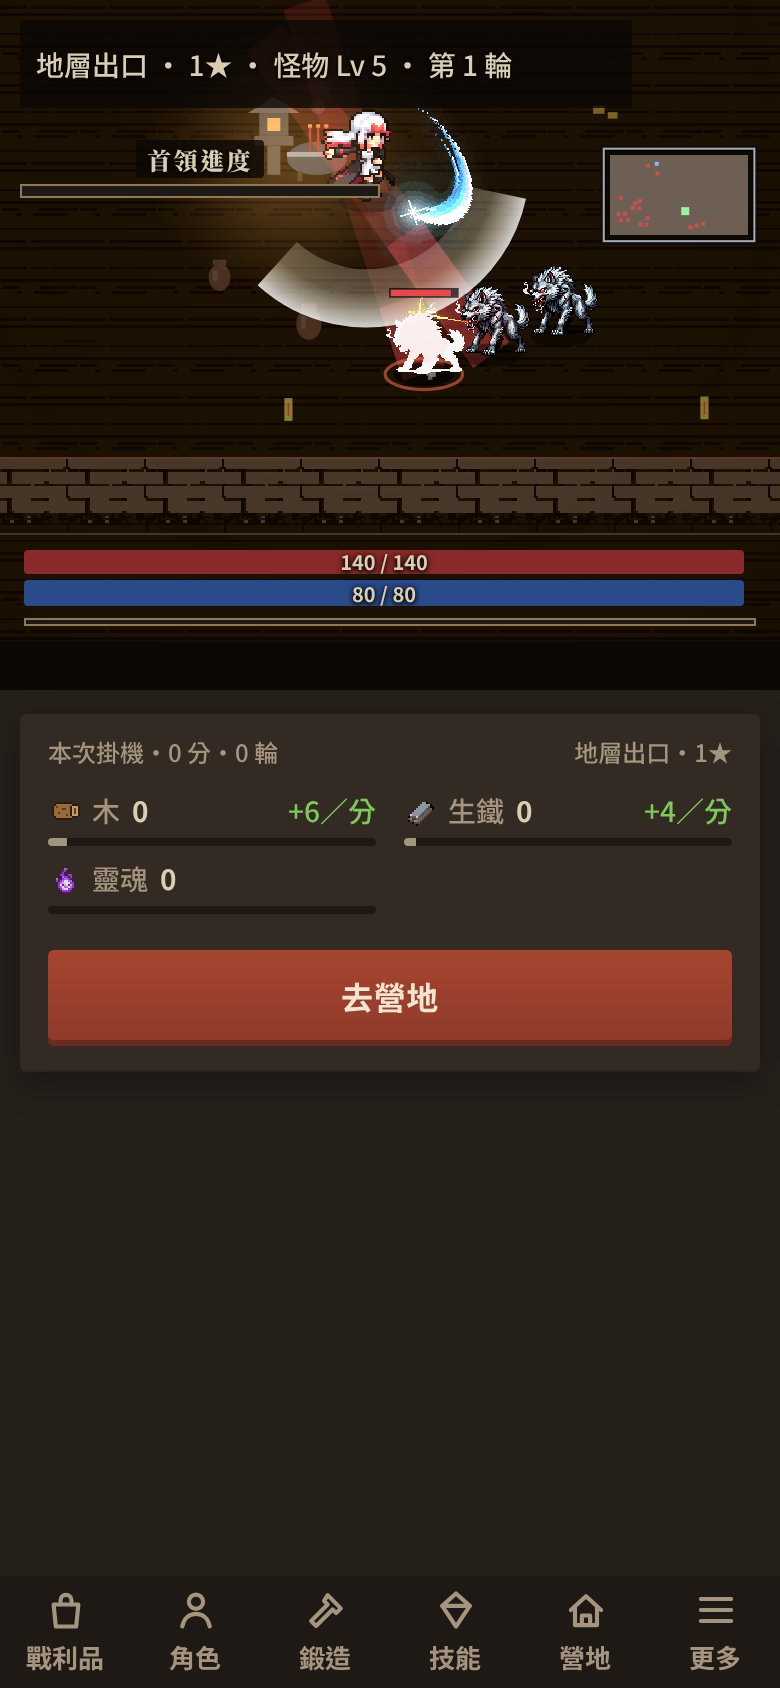 地層出口 · 1★ · 怪物 Lv 5 · 第 1 輪
首領進度
140 / 140
80 / 80
本次掛機·0 分·0 輪
地層出口·1★
木 0 +6／分
生鐵 0 +4／分
靈魂 0
去營地
戰利品
角色
鍛造
技能
營地
更多